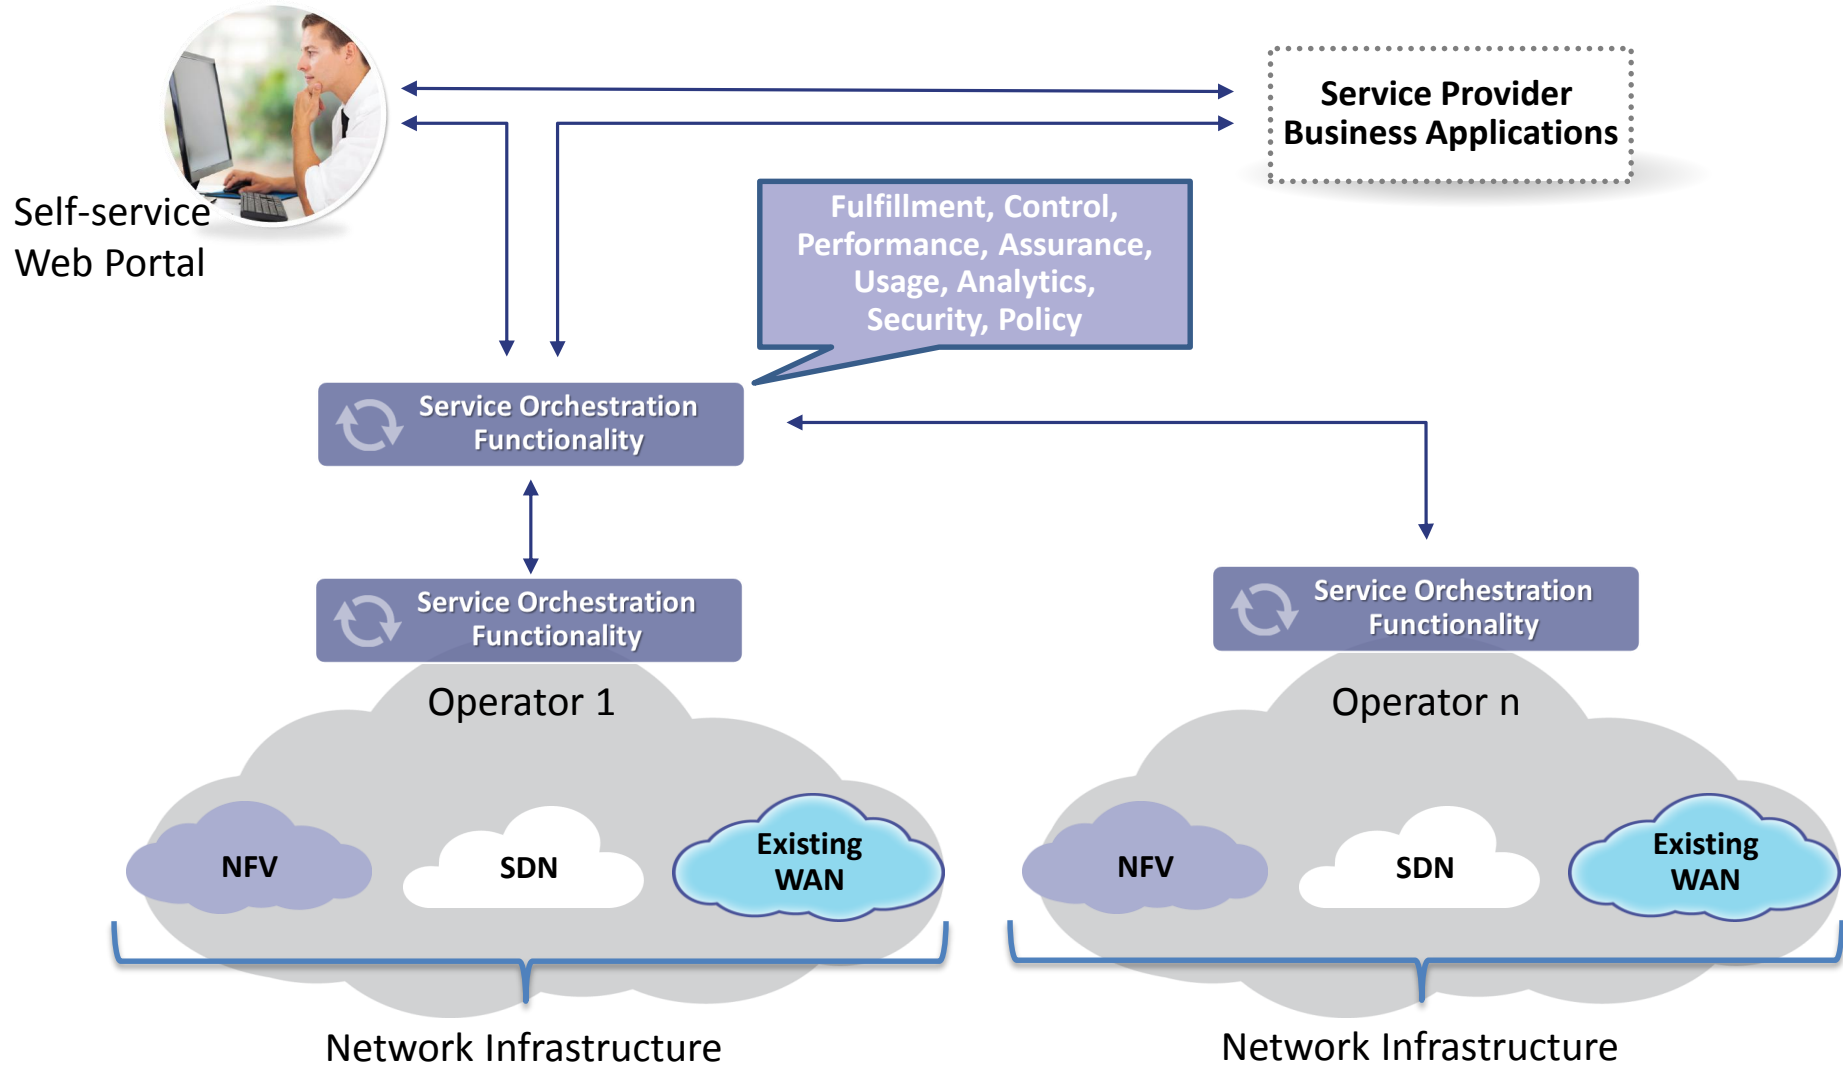 Self-service
Web Portal
Service Provider
Business Applications
Fulfillment, Control,
Performance, Assurance,
Usage, Analytics,
Security, Policy
Service Orchestration
Functionality
Service Orchestration
Functionality
Service Orchestration
Functionality
Operator 1
Operator n
NFV
SDN
Existing
WAN
NFV
SDN
Existing
WAN
Network Infrastructure
Network Infrastructure